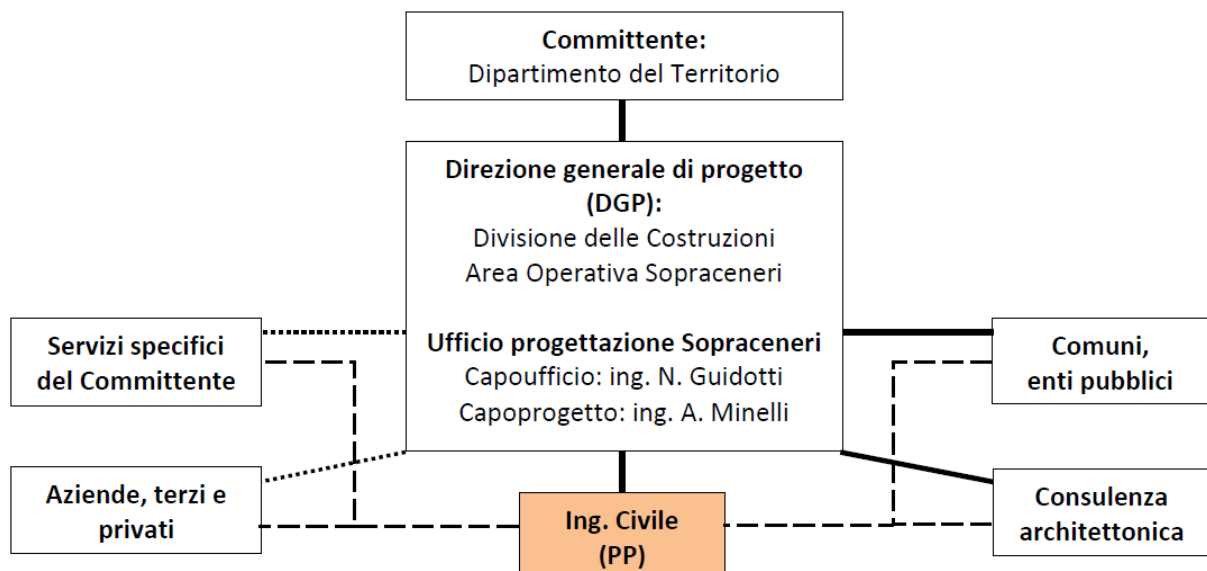 Committente:
Dipartimento del Territorio
Direzione generale di progetto
(DGP):
Divisione delle Costruzioni
Area Operativa Sopraceneri
Ufficio progettazione Sopraceneri
Capoufficio: ing. N. Guidotti
Capoprogetto: ing. A. Minelli
Servizi specifici
del Committente
Comuni,
enti pubblici
Aziende, terzi e
privati
Ing. Civile
(PP)
Consulenza
architettonica